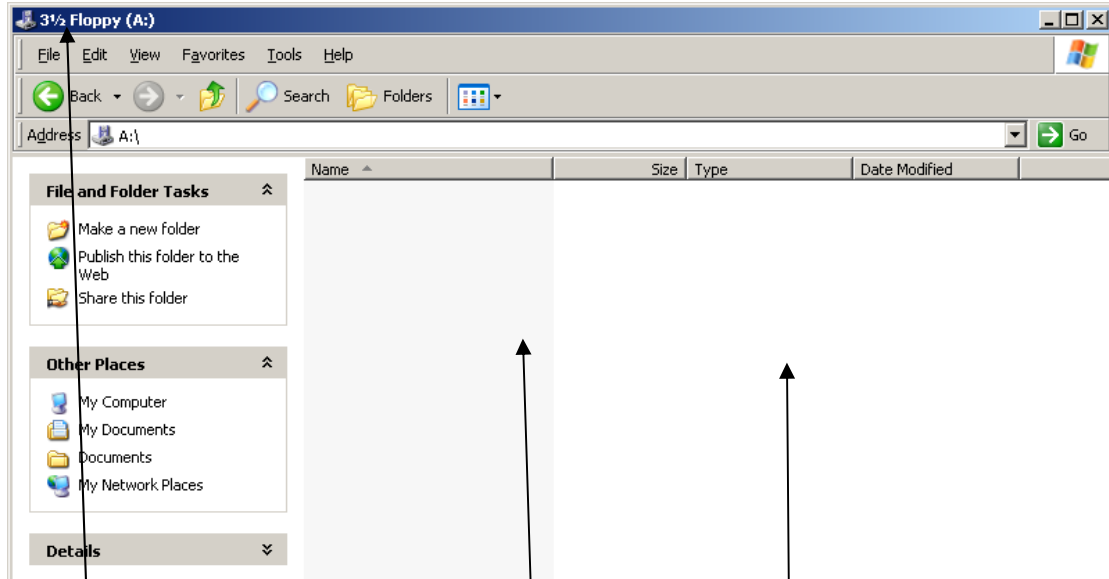 3½ Floppy (A:)
File Edit View Favorites Tools Help
Back Search Folders
Address A:\ Go
Name Size Type Date Modified
File and Folder Tasks
Make a new folder
Publish this folder to the
Web
Share this folder
Other Places
My Computer
My Documents
Documents
My Network Places
Details